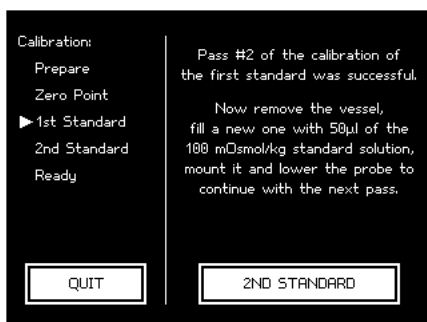 Calibration:
Prepare
Zero Point
1st Standard
2nd Standard
Ready
Pass #2 of the calibration of
the first standard was successful.
Now remove the vessel,
fill a new one with 50µl of the
100 mOsmol/kg standard solution,
mount it and lower the probe to
continue with the next pass.
QUIT
2ND STANDARD